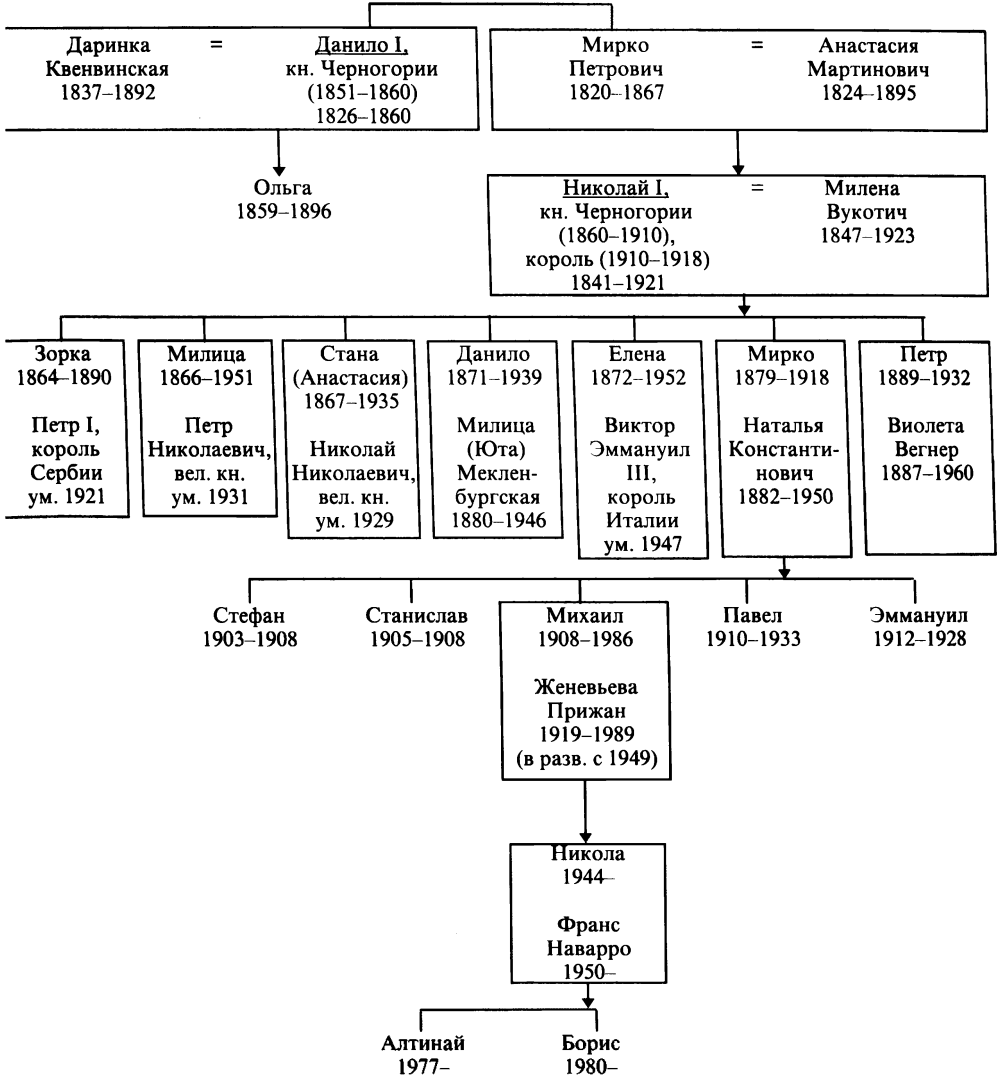 Даринка
Квенвинская
1837–1892
=
Данило I,
кн. Черногории
(1851–1860)
1826–1860
Мирко
Петрович
1820–1867
=
Анастасия
Мартинович
1824–1895
Ольга
1859–1896
Николай I,
кн. Черногории
(1860–1910),
король (1910–1918)
1841–1921
=
Милена
Вукотич
1847–1923
Зорка
1864–1890
Петр I,
король
Сербии
ум. 1921
Милица
1866–1951
Петр
Николаевич,
вел. кн.
ум. 1931
Стана
(Анастасия)
1867–1935
Николай
Николаевич,
вел. кн.
ум. 1929
Данило
1871–1939
Милица
(Юта)
Меклен-
бургская
1880–1946
Елена
1872–1952
Виктор
Эммануил
III,
король
Италии
ум. 1947
Мирко
1879–1918
Наталья
Константи-
нович
1882–1950
Петр
1889–1932
Виолета
Вегнер
1887–1960
Стефан
1903–1908
Станислав
1905–1908
Михаил
1908–1986
Женевьева
Прижан
1919–1989
(в разв. с 1949)
Павел
1910–1933
Эммануил
1912–1928
Никола
1944–
Франс
Наварро
1950–
Алтинай
1977–
Борис
1980–